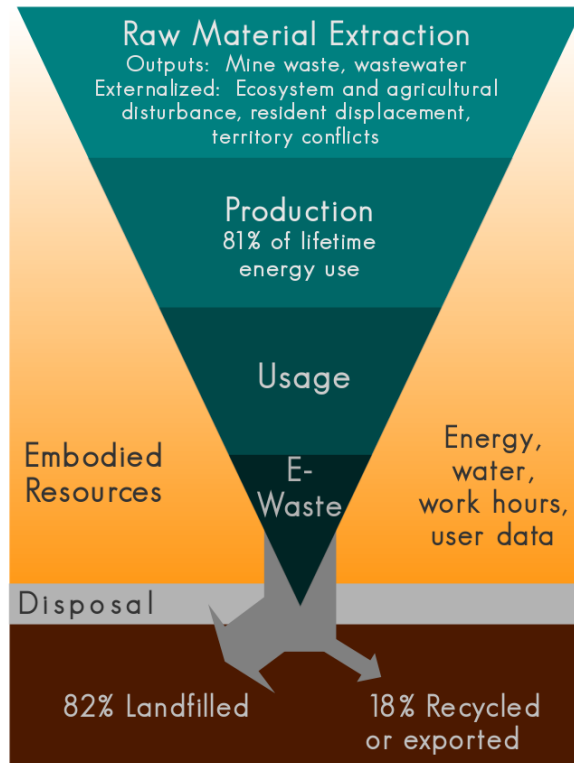 Raw Material Extraction
Outputs: Mine waste, wastewater
Externalized: Ecosystem and agricultural
disturbance, resident displacement,
territory conflicts
Production
81% of lifetime
energy use
Usage
E-
Waste
Embodied
Resources
Energy,
water,
work hours,
user data
Disposal
82% Landfilled
18% Recycled
or exported